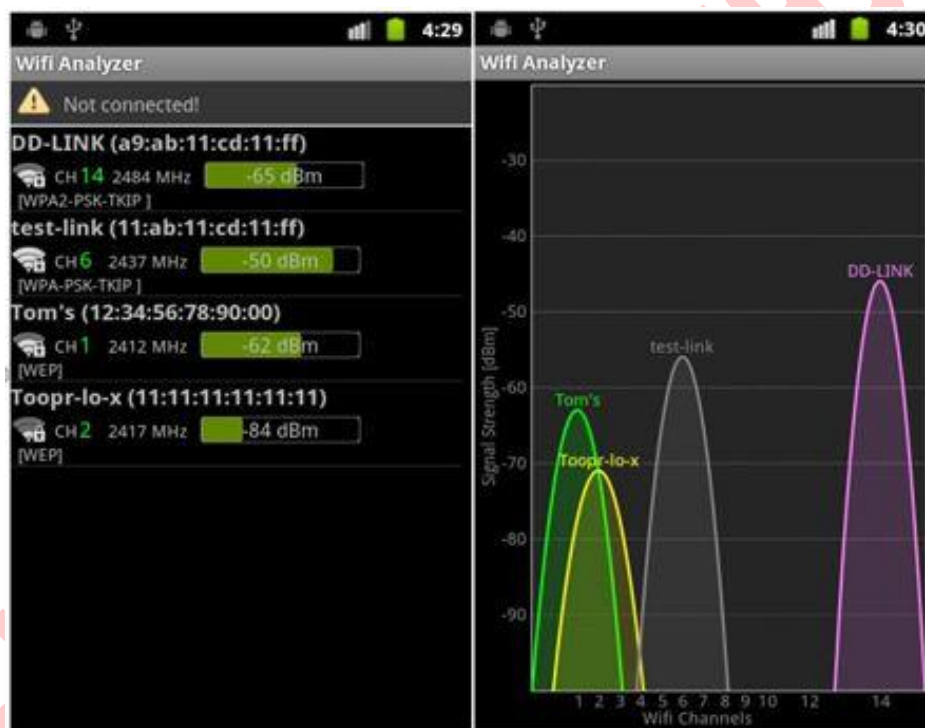 4:29
Wifi Analyzer
Not connected!
DD-LINK (a9:ab:11:cd:11:ff)
CH 14 2484 MHz -65 dBm
[WPA2-PSK-TKIP ]
test-link (11:ab:11:cd:11:ff)
CH 6 2437 MHz -50 dBm
[WPA-PSK-TKIP ]
Tom's (12:34:56:78:90:00)
CH 1 2412 MHz -62 dBm
[WEP]
Toopr-lo-x (11:11:11:11:11:11)
CH 2 2417 MHz -84 dBm
[WEP]
4:30
Wifi Analyzer
Signal Strength [dBm]
-30
-40
-50
-60
-70
-80
-90
DD-LINK
test-link
Tom's
Toopr-lo-x
1 2 3 4 5 6 7 8 9 10 12 14
Wifi Channels